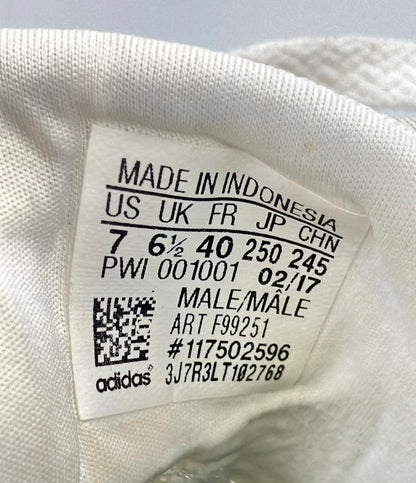 MADE IN INDONESIA
US UK FR JP CHN
7 6½ 40 250 245
PWI 001001 02/17
MALE/MÂLE
ART F99251
#117502596
adidas® 3J7R3LT102768